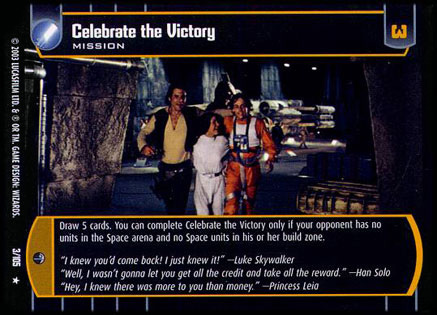 Celebrate the Victory
MISSION
3
© 2003 LUCASFILM LTD. & ® OR TM. GAME DESIGN: WIZARDS.
3/105 ★
Draw 5 cards. You can complete Celebrate the Victory only if your opponent has no
units in the Space arena and no Space units in his or her build zone.
"I knew you'd come back! I just knew it!" —Luke Skywalker
"Well, I wasn't gonna let you get all the credit and take all the reward." —Han Solo
"Hey, I knew there was more to you than money." —Princess Leia